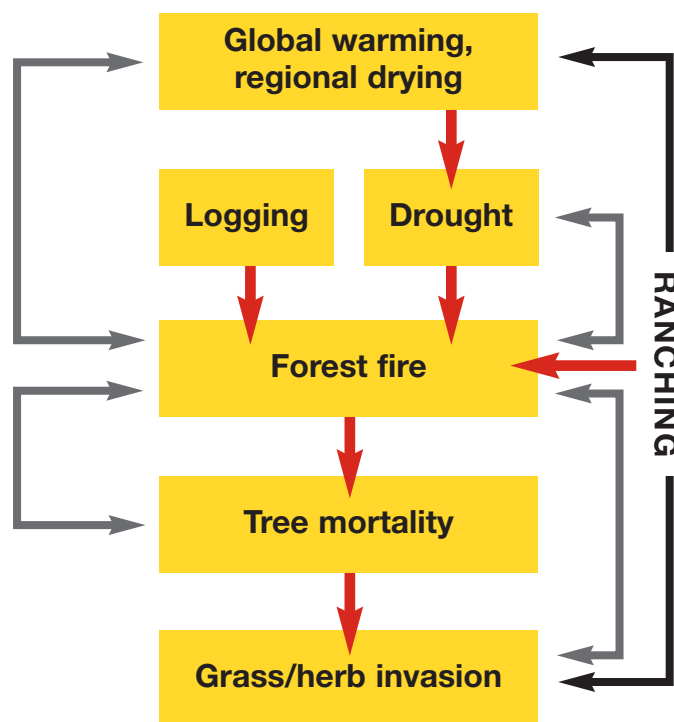 Global warming,
regional drying
Logging
Drought
Forest fire
RANCHING
Tree mortality
Grass/herb invasion